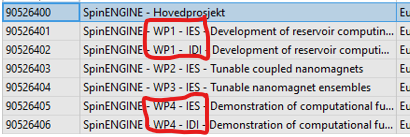 90526400 SpinENGINE - Hovedprosjekt Eu
90526401 SpinENGINE - WP1 - IES - Development of reservoir computin... Eu
90526402 SpinENGINE - WP1 - IDI - Development of reservoir computin... Eu
90526403 SpinENGINE - WP2 - IES - Tunable coupled nanomagnets Eu
90526404 SpinENGINE - WP3 - IES - Tunable nanomagnet ensembles Eu
90526405 SpinENGINE - WP4 - IES - Demonstration of computational fu... Eu
90526406 SpinENGINE - WP4 - IDI - Demonstration of computational fu... Eu